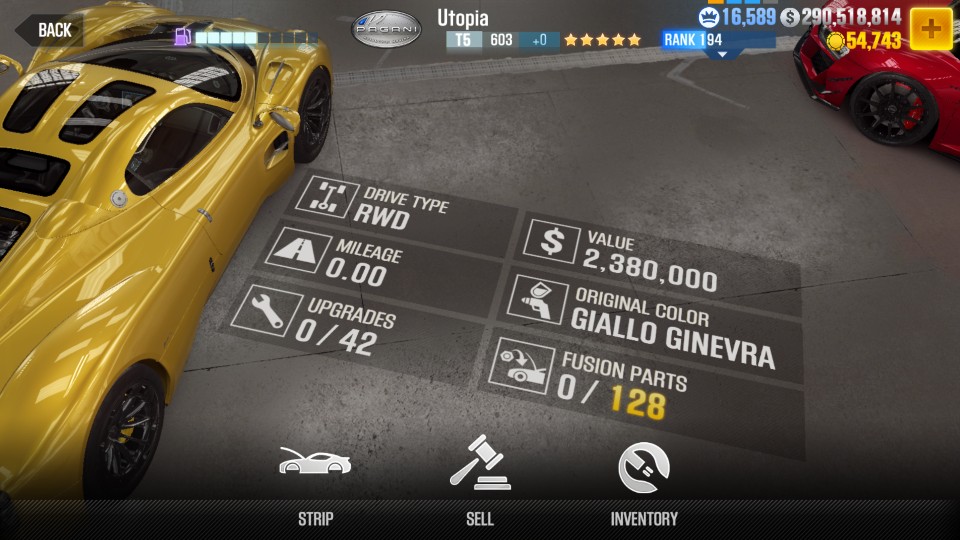 BACK
PAGANI
Utopia
T5 603 +0
16,589
290,518,814
RANK 194
54,743
DRIVE TYPE
RWD
MILEAGE
0.00
UPGRADES
0/42
VALUE
2,380,000
ORIGINAL COLOR
GIALLO GINEVRA
FUSION PARTS
0/ 128
STRIP
SELL
INVENTORY